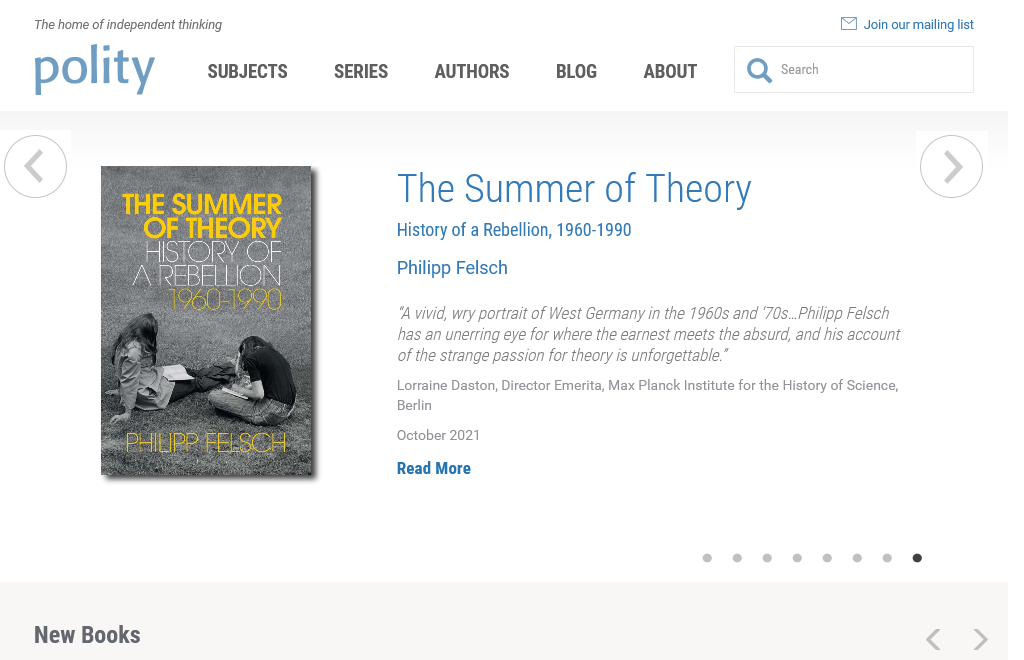 The home of independent thinking
Join our mailing list
polity
SUBJECTS
SERIES
AUTHORS
BLOG
ABOUT
Search
THE SUMMER
OF THEORY
HISTORY OF
A REBELLION
1960–1990
PHILIPP FELSCH
The Summer of Theory
History of a Rebellion, 1960-1990
Philipp Felsch
“A vivid, wry portrait of West Germany in the 1960s and ‘70s…Philipp Felsch
has an unerring eye for where the earnest meets the absurd, and his account
of the strange passion for theory is unforgettable.”
Lorraine Daston, Director Emerita, Max Planck Institute for the History of Science,
Berlin
October 2021
Read More
New Books